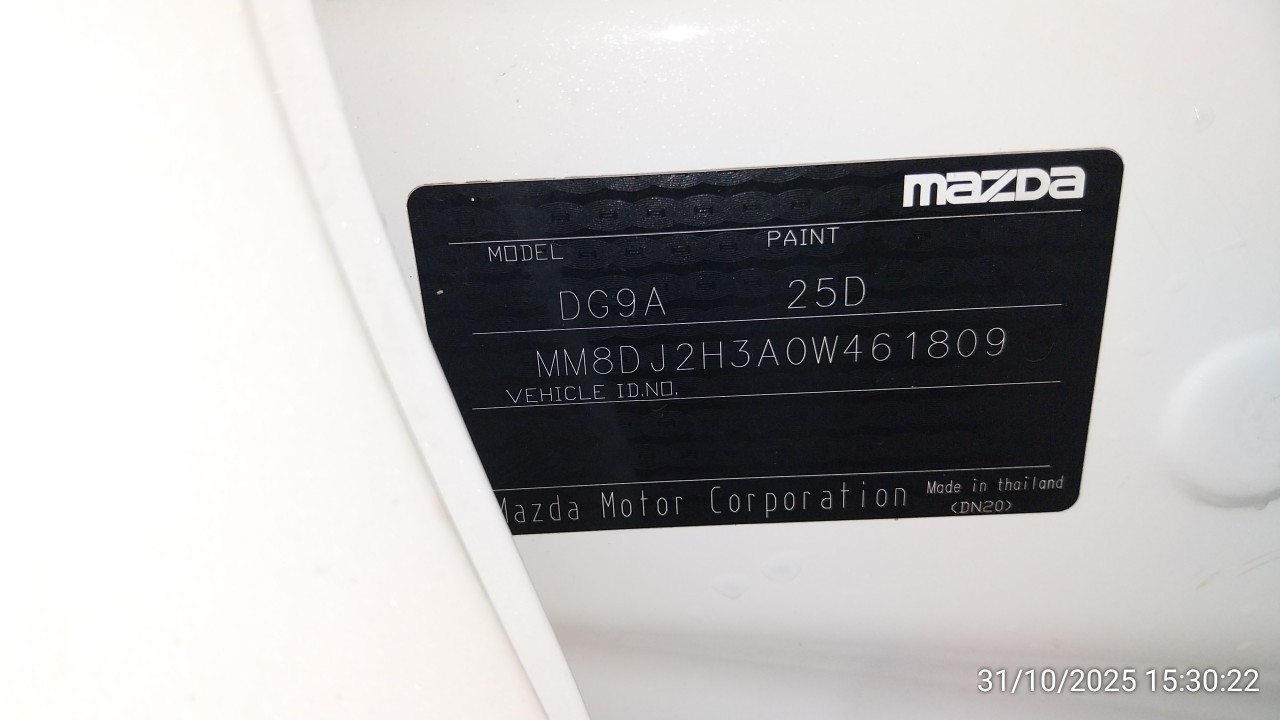 mazda
MODEL PAINT
DG9A 25D
MM8DJ2H3A0W461809
VEHICLE ID.NO.
Mazda Motor Corporation Made in thailand
(DN20)
31/10/2025 15:30:22